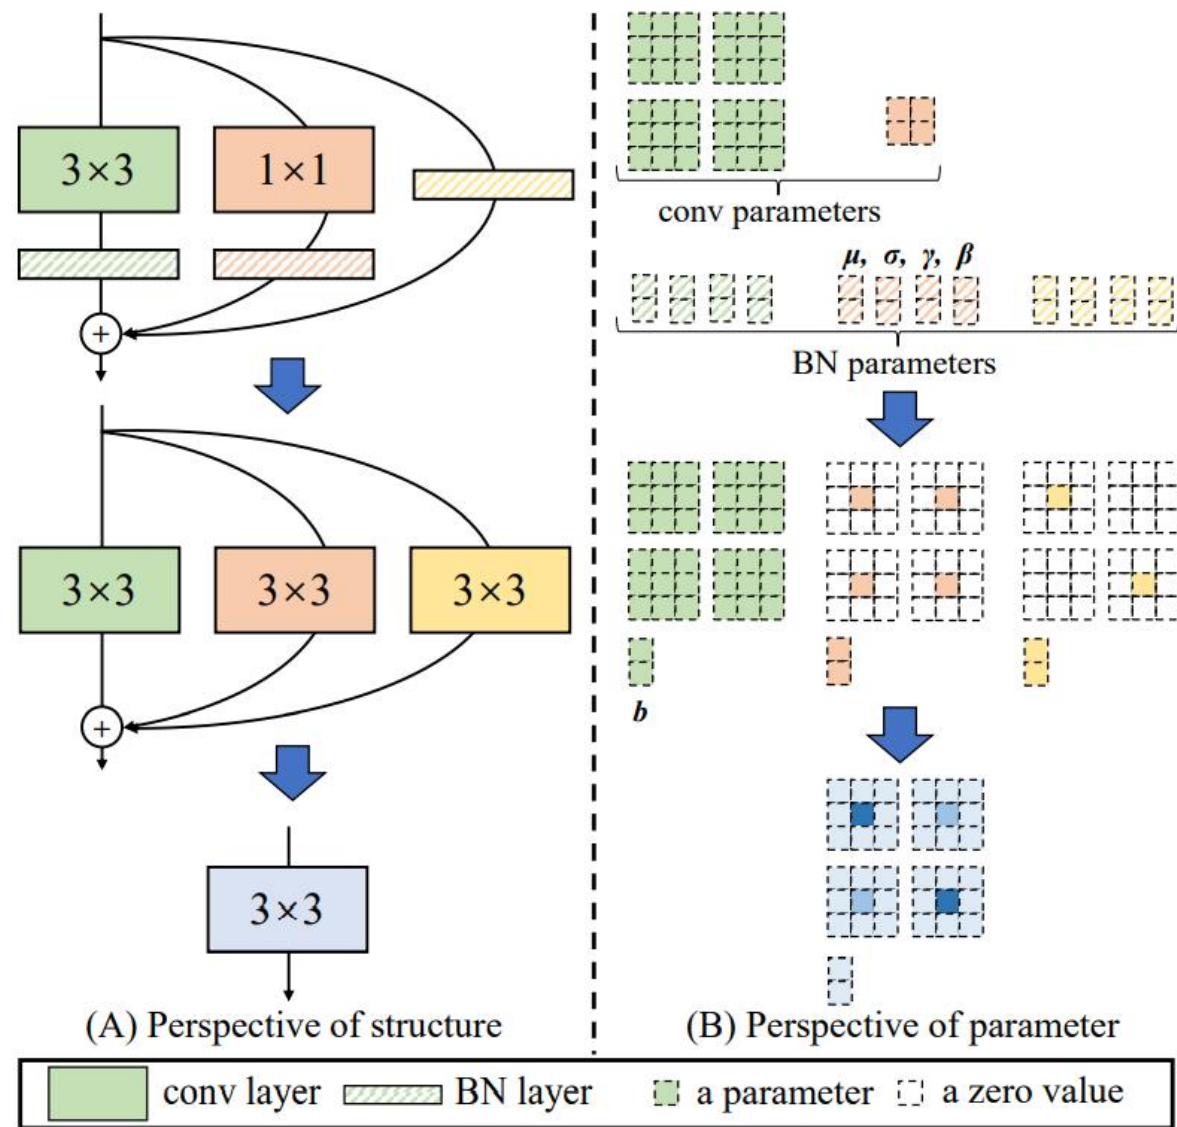 3×3
1×1
+
3×3
3×3
3×3
+
3×3
(A) Perspective of structure
conv parameters
μ, σ, γ, β
BN parameters
b
(B) Perspective of parameter
conv layer
BN layer
a parameter
a zero value